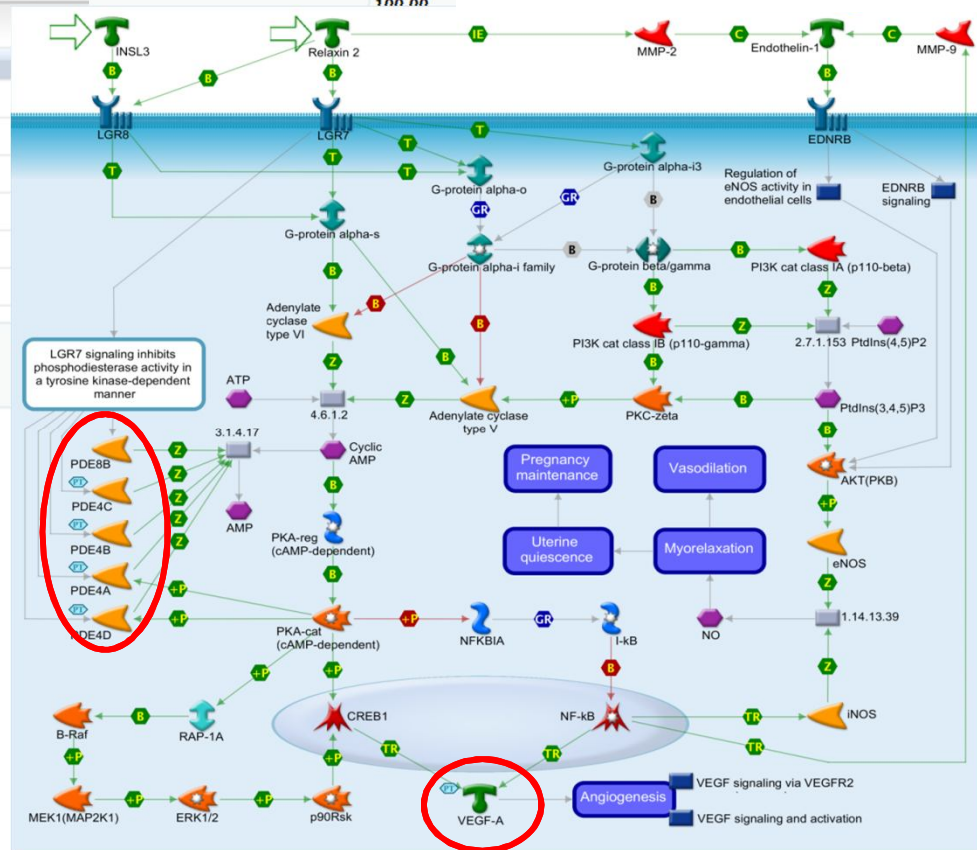 INSL3
Relaxin 2
IE
MMP-2
C
Endothelin-1
C
MMP-9
B
B
B
B
LGR8
LGR7
EDNRB
T
T
T
T
T
G-protein alpha-o
G-protein alpha-i3
Regulation of
eNOS activity in
endothelial cells
EDNRB
signaling
GR
GR
B
G-protein alpha-s
G-protein alpha-i family
B
G-protein beta/gamma
B
PI3K cat class IA (p110-beta)
B
B
B
B
Z
Adenylate
cyclase
type VI
PI3K cat class IB (p110-gamma)
Z
2.7.1.153
PtdIns(4,5)P2
LGR7 signaling inhibits
phosphodiesterase activity in
a tyrosine kinase-dependent
manner
Z
B
ATP
4.6.1.2
Z
Adenylate cyclase
type V
+P
PKC-zeta
B
PtdIns(3,4,5)P3
3.1.4.17
Cyclic
AMP
B
PDE8B
Z
PT
PDE4C
Z
PT
PDE4B
Z
PT
PDE4A
Z
PT
PDE4D
+P
+P
AMP
B
PKA-reg
(cAMP-dependent)
B
Pregnancy
maintenance
Vasodilation
AKT(PKB)
+P
Uterine
quiescence
Myorelaxation
eNOS
Z
PKA-cat
(cAMP-dependent)
+P
NFKBIA
GR
I-kB
NO
1.14.13.39
+P
+P
B
Z
B-Raf
B
RAP-1A
CREB1
NF-kB
TR
iNOS
TR
TR
TR
+P
+P
MEK1(MAP2K1)
+P
ERK1/2
+P
p90Rsk
PT
VEGF-A
Angiogenesis
VEGF signaling via VEGFR2
VEGF signaling and activation